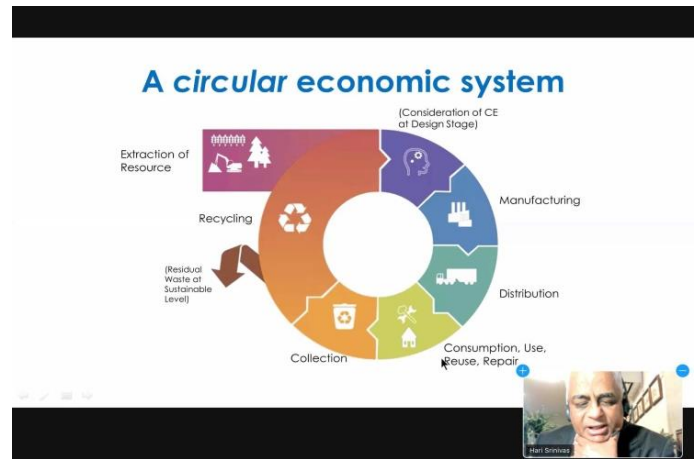 A circular economic system
(Consideration of CE
at Design Stage)
Extraction of
Resource
Manufacturing
Recycling
(Residual
Waste at
Sustainable
Level)
Distribution
Collection
Consumption, Use,
Reuse, Repair
Hari Srinivas